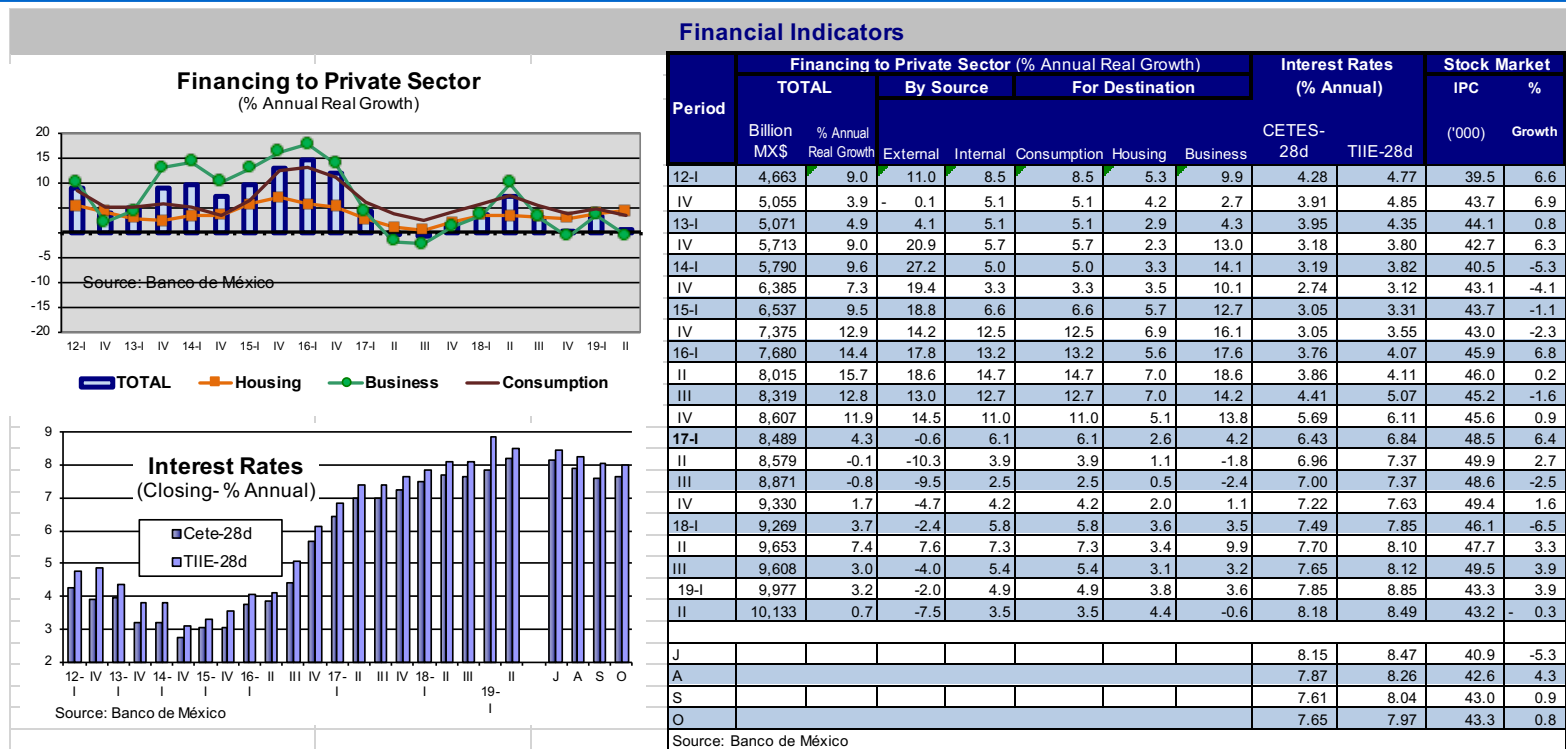 Financial Indicators
Financing to Private Sector
(% Annual Real Growth)
20
15
10
-5
-10
-15
-20
Source: Banco de México
12-I IV 13-I IV 14-I IV 15-I IV 16-I IV 17-I II III IV 18-I II III IV 19-I II
TOTAL Housing Business Consumption
Interest Rates
(Closing- % Annual)
Cete-28d
TIIE-28d
9
8
7
6
5
4
3
2
12-I IV 13-I IV 14-I IV 15-I IV 16-I II III IV 17-I II III IV 18-I II III 19-I II J A S O
Source: Banco de México
Period Financing to Private Sector (% Annual Real Growth) Interest Rates Stock Market
TOTAL By Source For Destination (% Annual) IPC %
Billion MX$ % Annual Real Growth External Internal Consumption Housing Business CETES-28d TIIE-28d ('000) Growth
12-I 4,663 9.0 11.0 8.5 8.5 5.3 9.9 4.28 4.77 39.5 6.6
IV 5,055 3.9 - 0.1 5.1 5.1 4.2 2.7 3.91 4.85 43.7 6.9
13-I 5,071 4.9 4.1 5.1 5.1 2.9 4.3 3.95 4.35 44.1 0.8
IV 5,713 9.0 20.9 5.7 5.7 2.3 13.0 3.18 3.80 42.7 6.3
14-I 5,790 9.6 27.2 5.0 5.0 3.3 14.1 3.19 3.82 40.5 -5.3
IV 6,385 7.3 19.4 3.3 3.3 3.5 10.1 2.74 3.12 43.1 -4.1
15-I 6,537 9.5 18.8 6.6 6.6 5.7 12.7 3.05 3.31 43.7 -1.1
IV 7,375 12.9 14.2 12.5 12.5 6.9 16.1 3.05 3.55 43.0 -2.3
16-I 7,680 14.4 17.8 13.2 13.2 5.6 17.6 3.76 4.07 45.9 6.8
II 8,015 15.7 18.6 14.7 14.7 7.0 18.6 3.86 4.11 46.0 0.2
III 8,319 12.8 13.0 12.7 12.7 7.0 14.2 4.41 5.07 45.2 -1.6
IV 8,607 11.9 14.5 11.0 11.0 5.1 13.8 5.69 6.11 45.6 0.9
17-I 8,489 4.3 -0.6 6.1 6.1 2.6 4.2 6.43 6.84 48.5 6.4
II 8,579 -0.1 -10.3 3.9 3.9 1.1 -1.8 6.96 7.37 49.9 2.7
III 8,871 -0.8 -9.5 2.5 2.5 0.5 -2.4 7.00 7.37 48.6 -2.5
IV 9,330 1.7 -4.7 4.2 4.2 2.0 1.1 7.22 7.63 49.4 1.6
18-I 9,269 3.7 -2.4 5.8 5.8 3.6 3.5 7.49 7.85 46.1 -6.5
II 9,653 7.4 7.6 7.3 7.3 3.4 9.9 7.70 8.10 47.7 3.3
III 9,608 3.0 -4.0 5.4 5.4 3.1 3.2 7.65 8.12 49.5 3.9
19-I 9,977 3.2 -2.0 4.9 4.9 3.8 3.6 7.85 8.85 43.3 3.9
II 10,133 0.7 -7.5 3.5 3.5 4.4 -0.6 8.18 8.49 43.2 - 0.3
J 8.15 8.47 40.9 -5.3
A 7.87 8.26 42.6 4.3
S 7.61 8.04 43.0 0.9
O 7.65 7.97 43.3 0.8
Source: Banco de México